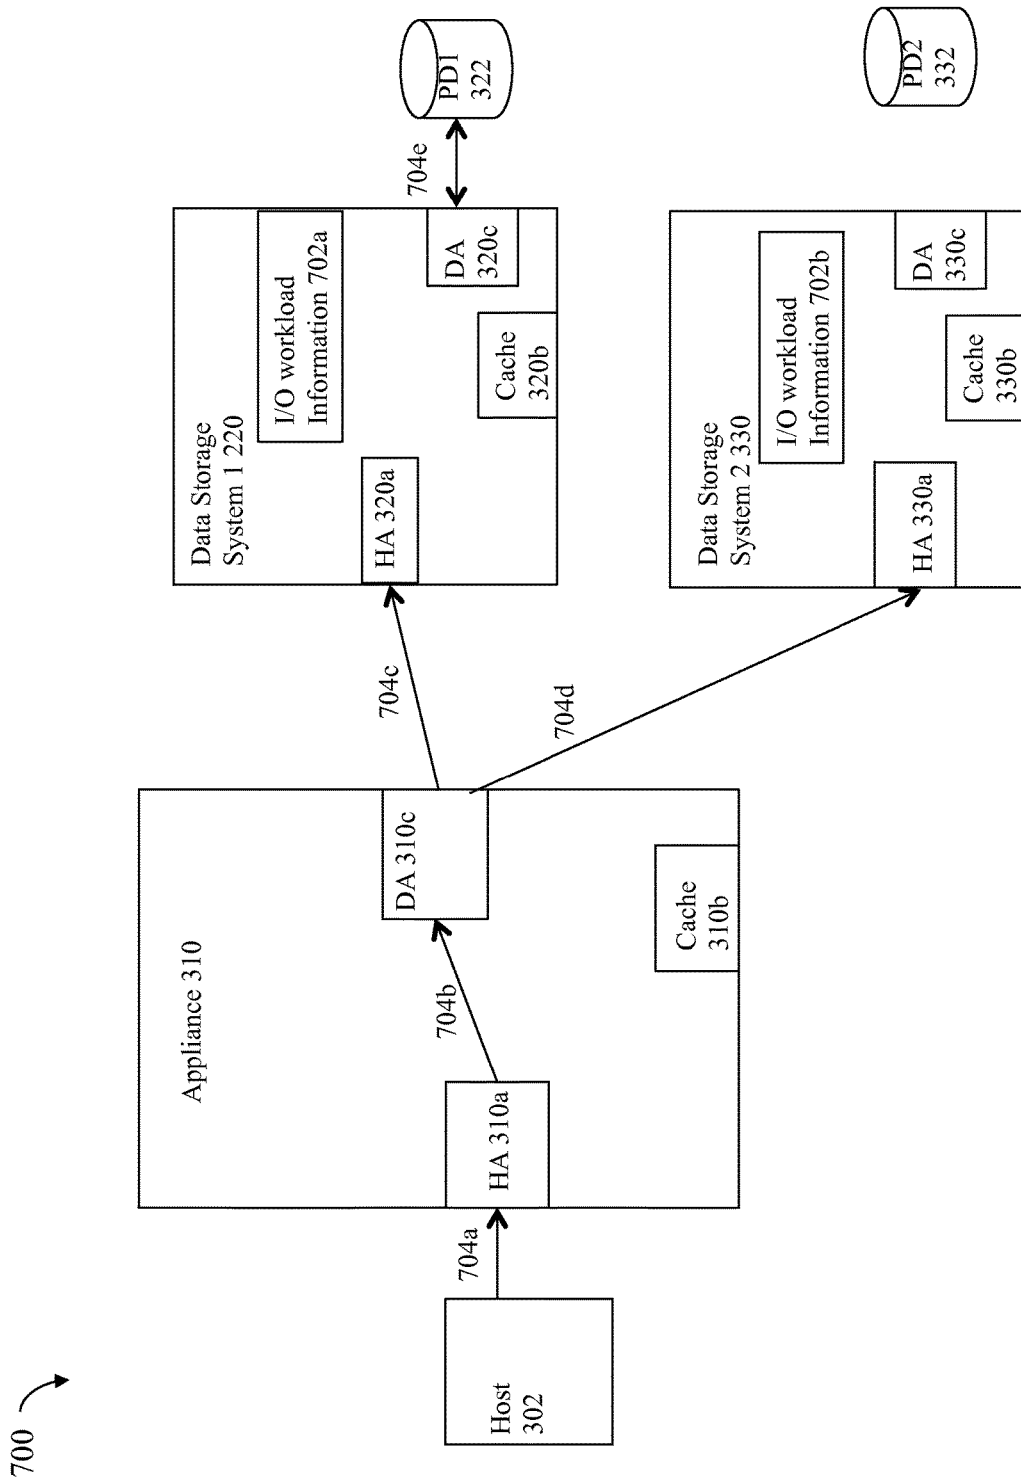 700
Host
302
704a
Appliance 310
HA 310a
704b
DA 310c
Cache
310b
704c
704d
Data Storage
System 1 220
I/O workload
Information 702a
HA 320a
Cache
320b
DA
320c
704e
PD1
322
Data Storage
System 2 330
I/O workload
Information 702b
HA 330a
Cache
330b
DA
330c
PD2
332